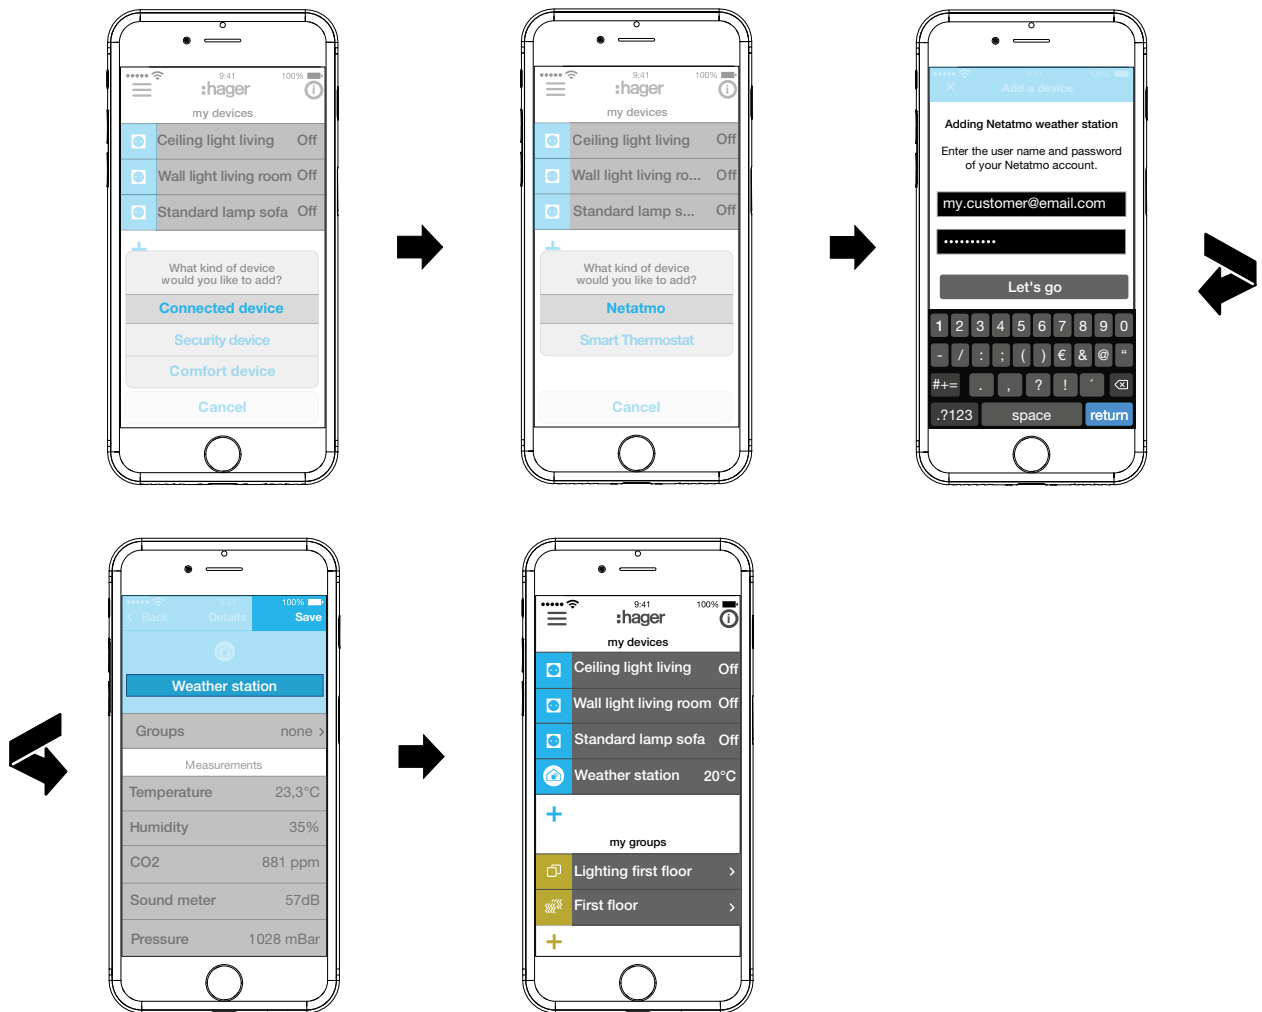 9:41 100%
:hager
my devices
Ceiling light living Off
Wall light living room Off
Standard lamp sofa Off
+
What kind of device
would you like to add?
Connected device
Security device
Comfort device
Cancel
9:41 100%
:hager
my devices
Ceiling light living Off
Wall light living ro... Off
Standard lamp s... Off
+
What kind of device
would you like to add?
Netatmo
Smart Thermostat
Cancel
9:41 100%
Add a device
Adding Netatmo weather station
Enter the user name and password
of your Netatmo account.
my.customer@email.com
••••••••••
Let's go
1 2 3 4 5 6 7 8 9 0
- / : ; ( ) € & @ “
#+= . , ? ! ´
.?123 space return
9:41 100%
< Back Details Save
Weather station
Groups none >
Measurements
Temperature 23,3°C
Humidity 35%
CO2 881 ppm
Sound meter 57dB
Pressure 1028 mBar
9:41 100%
:hager
my devices
Ceiling light living Off
Wall light living room Off
Standard lamp sofa Off
Weather station 20°C
+
my groups
Lighting first floor >
First floor >
+